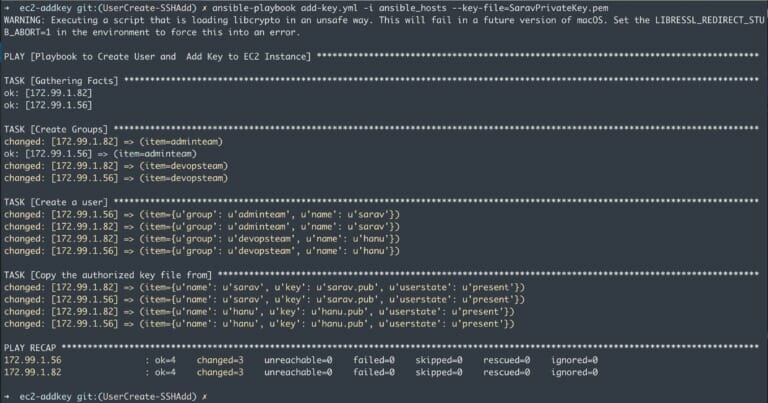 ➜  ec2-addkey git:(UserCreate-SSHAdd) ✗ ansible-playbook add-key.yml -i ansible_hosts --key-file=SaravPrivateKey.pem
WARNING: Executing a script that is loading libcrypto in an unsafe way. This will fail in a future version of macOS. Set the LIBRESSL_REDIRECT_STU
B_ABORT=1 in the environment to force this into an error.
PLAY [Playbook to Create User and  Add Key to EC2 Instance] ****************************************************************************************
TASK [Gathering Facts] *****************************************************************************************************************************
ok: [172.99.1.82]
ok: [172.99.1.56]
TASK [Create Groups] *******************************************************************************************************************************
changed: [172.99.1.82] => (item=adminteam)
ok: [172.99.1.56] => (item=adminteam)
changed: [172.99.1.82] => (item=devopsteam)
changed: [172.99.1.56] => (item=devopsteam)
TASK [Create a user] *******************************************************************************************************************************
changed: [172.99.1.56] => (item={u'group': u'adminteam', u'name': u'sarav'})
changed: [172.99.1.82] => (item={u'group': u'adminteam', u'name': u'sarav'})
changed: [172.99.1.82] => (item={u'group': u'devopsteam', u'name': u'hanu'})
changed: [172.99.1.56] => (item={u'group': u'devopsteam', u'name': u'hanu'})
TASK [Copy the authorized key file from] ***********************************************************************************************************
changed: [172.99.1.82] => (item={u'name': u'sarav', u'key': u'sarav.pub', u'userstate': u'present'})
changed: [172.99.1.56] => (item={u'name': u'sarav', u'key': u'sarav.pub', u'userstate': u'present'})
changed: [172.99.1.82] => (item={u'name': u'hanu', u'key': u'hanu.pub', u'userstate': u'present'})
changed: [172.99.1.56] => (item={u'name': u'hanu', u'key': u'hanu.pub', u'userstate': u'present'})
PLAY RECAP *****************************************************************************************************************************************
172.99.1.56                : ok=4    changed=3    unreachable=0    failed=0    skipped=0    rescued=0    ignored=0
172.99.1.82                : ok=4    changed=3    unreachable=0    failed=0    skipped=0    rescued=0    ignored=0
➜  ec2-addkey git:(UserCreate-SSHAdd) ✗